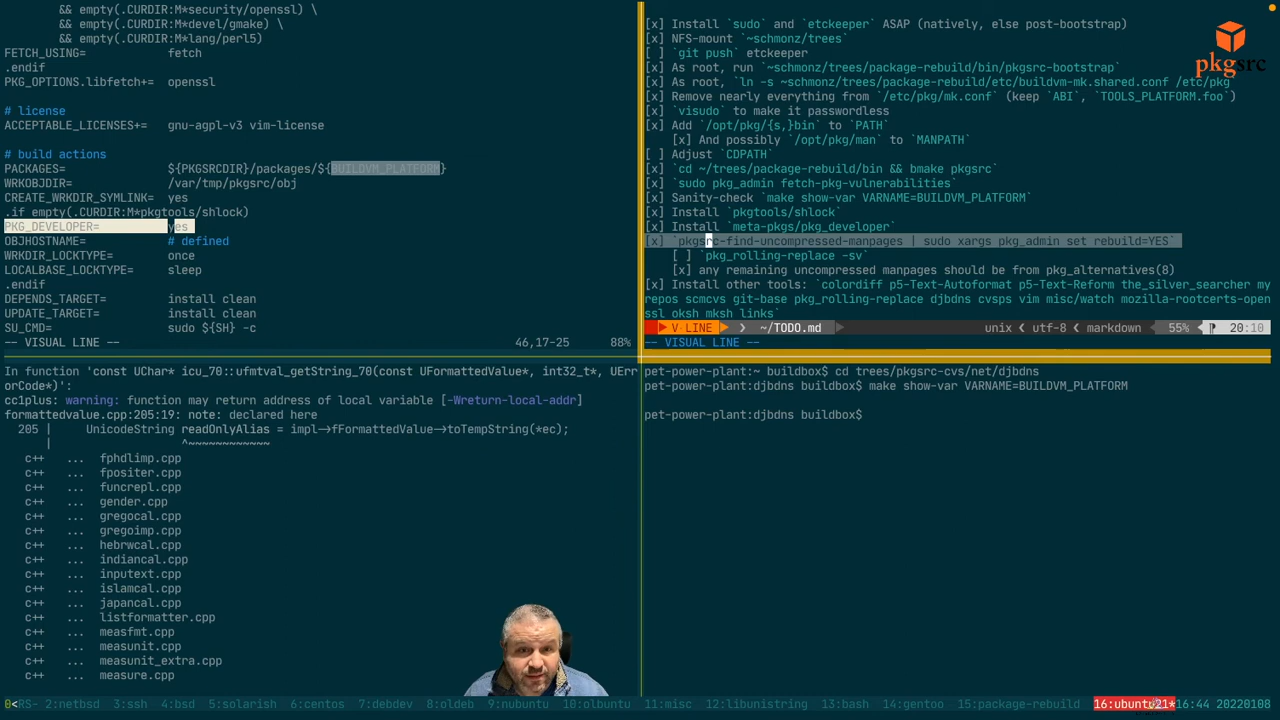 && empty(.CURDIR:M*security/openssl) \
&& empty(.CURDIR:M*devel/gmake) \
&& empty(.CURDIR:M*lang/perl5)
FETCH_USING= fetch
.endif
PKG_OPTIONS.libfetch+= openssl
# license
ACCEPTABLE_LICENSES+= gnu-agpl-v3 vim-license
# build actions
PACKAGES= ${PKGSRCDIR}/packages/${BUILDVM_PLATFORM}
WRKOBJDIR= /var/tmp/pkgsrc/obj
CREATE_WRKDIR_SYMLINK= yes
.if empty(.CURDIR:M*pkgtools/shlock)
PKG_DEVELOPER= yes
OBJHOSTNAME= # defined
WRKDIR_LOCKTYPE= once
LOCALBASE_LOCKTYPE= sleep
.endif
DEPENDS_TARGET= install clean
UPDATE_TARGET= install clean
SU_CMD= sudo ${SH} -c
-- VISUAL LINE -- 46,17-25 88%
[x] Install `sudo` and `etckeeper` ASAP (natively, else post-bootstrap)
[x] NFS-mount `~schmonz/trees`
[ ] `git push` etckeeper
[x] As root, run `~schmonz/trees/package-rebuild/bin/pkgsrc-bootstrap`
[x] As root, `ln -s ~schmonz/trees/package-rebuild/etc/buildvm-mk.shared.conf /etc/pkg
[x] Remove nearly everything from `/etc/pkg/mk.conf` (keep `ABI`, `TOOLS_PLATFORM.foo`)
[x] `visudo` to make it passwordless
[x] Add `/opt/pkg/{s,}bin` to `PATH`
[x] And possibly `/opt/pkg/man` to `MANPATH`
[ ] Adjust `CDPATH`
[x] `cd ~/trees/package-rebuild/bin && bmake pkgsrc`
[x] `sudo pkg_admin fetch-pkg-vulnerabilities`
[x] Sanity-check `make show-var VARNAME=BUILDVM_PLATFORM`
[x] Install `pkgtools/shlock`
[x] Install `meta-pkgs/pkg_developer`
[x] `pkgsrc-find-uncompressed-manpages | sudo xargs pkg_admin set rebuild=YES`
[ ] `pkg_rolling-replace -sv`
[x] any remaining uncompressed manpages should be from pkg_alternatives(8)
[x] Install other tools: `colordiff p5-Text-Autoformat p5-Text-Reform the_silver_searcher my
repos scmcvs git-base pkg_rolling-replace djbdns cvsps vim misc/watch mozilla-rootcerts-open
ssl oksh mksh links`
V·LINE ~/TODO.md unix utf-8 markdown 55% 20:10
-- VISUAL LINE --
pkgsrc
In function 'const UChar* icu_70::ufmtval_getString_70(const UFormattedValue*, int32_t*, UErr
orCode*)':
cc1plus: warning: function may return address of local variable [-Wreturn-local-addr]
formattedvalue.cpp:205:19: note: declared here
205 | UnicodeString readOnlyAlias = impl->fFormattedValue->toTempString(*ec);
| ^~~~~~~~~~~~~
c++ ... fphdlimp.cpp
c++ ... fpositer.cpp
c++ ... funcrepl.cpp
c++ ... gender.cpp
c++ ... gregocal.cpp
c++ ... gregoimp.cpp
c++ ... hebrwcal.cpp
c++ ... indiancal.cpp
c++ ... inputext.cpp
c++ ... islamcal.cpp
c++ ... japancal.cpp
c++ ... listformatter.cpp
c++ ... measfmt.cpp
c++ ... measunit.cpp
c++ ... measunit_extra.cpp
c++ ... measure.cpp
pet-power-plant:~ buildbox$ cd trees/pkgsrc-cvs/net/djbdns
pet-power-plant:djbdns buildbox$ make show-var VARNAME=BUILDVM_PLATFORM
pet-power-plant:djbdns buildbox$
0<RS- 2:netbsd 3:ssh 4:bsd 5:solarish 6:centos 7:debdev 8:oldeb 9:nubuntu 10:olbuntu 11:misc 12:libvirtunning 13:bash 14:gentoo 15:package-rebuild 16:ubuntu21* 16:44 20220108